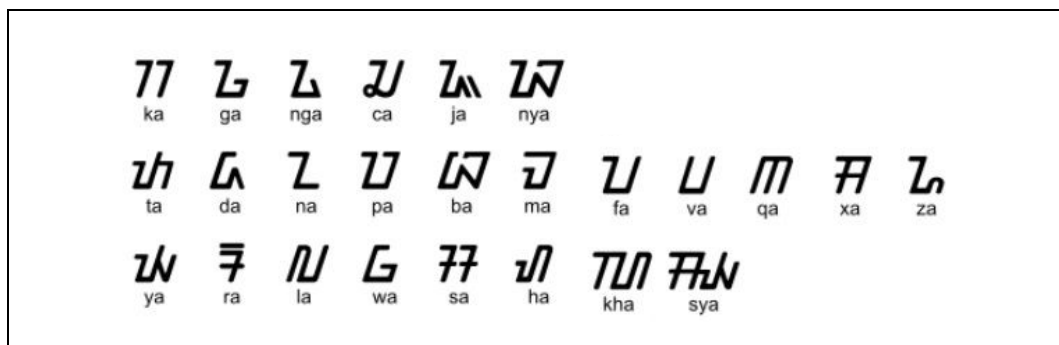 ᮊ ᮌ ᮍ ᮎ ᮏ ᮑ
ka ga nga ca ja nya
ᮒ ᮓ ᮔ ᮕ ᮘ ᮙ ᮖ ᮗ ᮋ ᮟ ᮐ
ta da na pa ba ma fa va qa xa za
ᮚ ᮛ ᮜ ᮝ ᮞ ᮠ ᮮ ᮯ
ya ra la wa sa ha kha sya